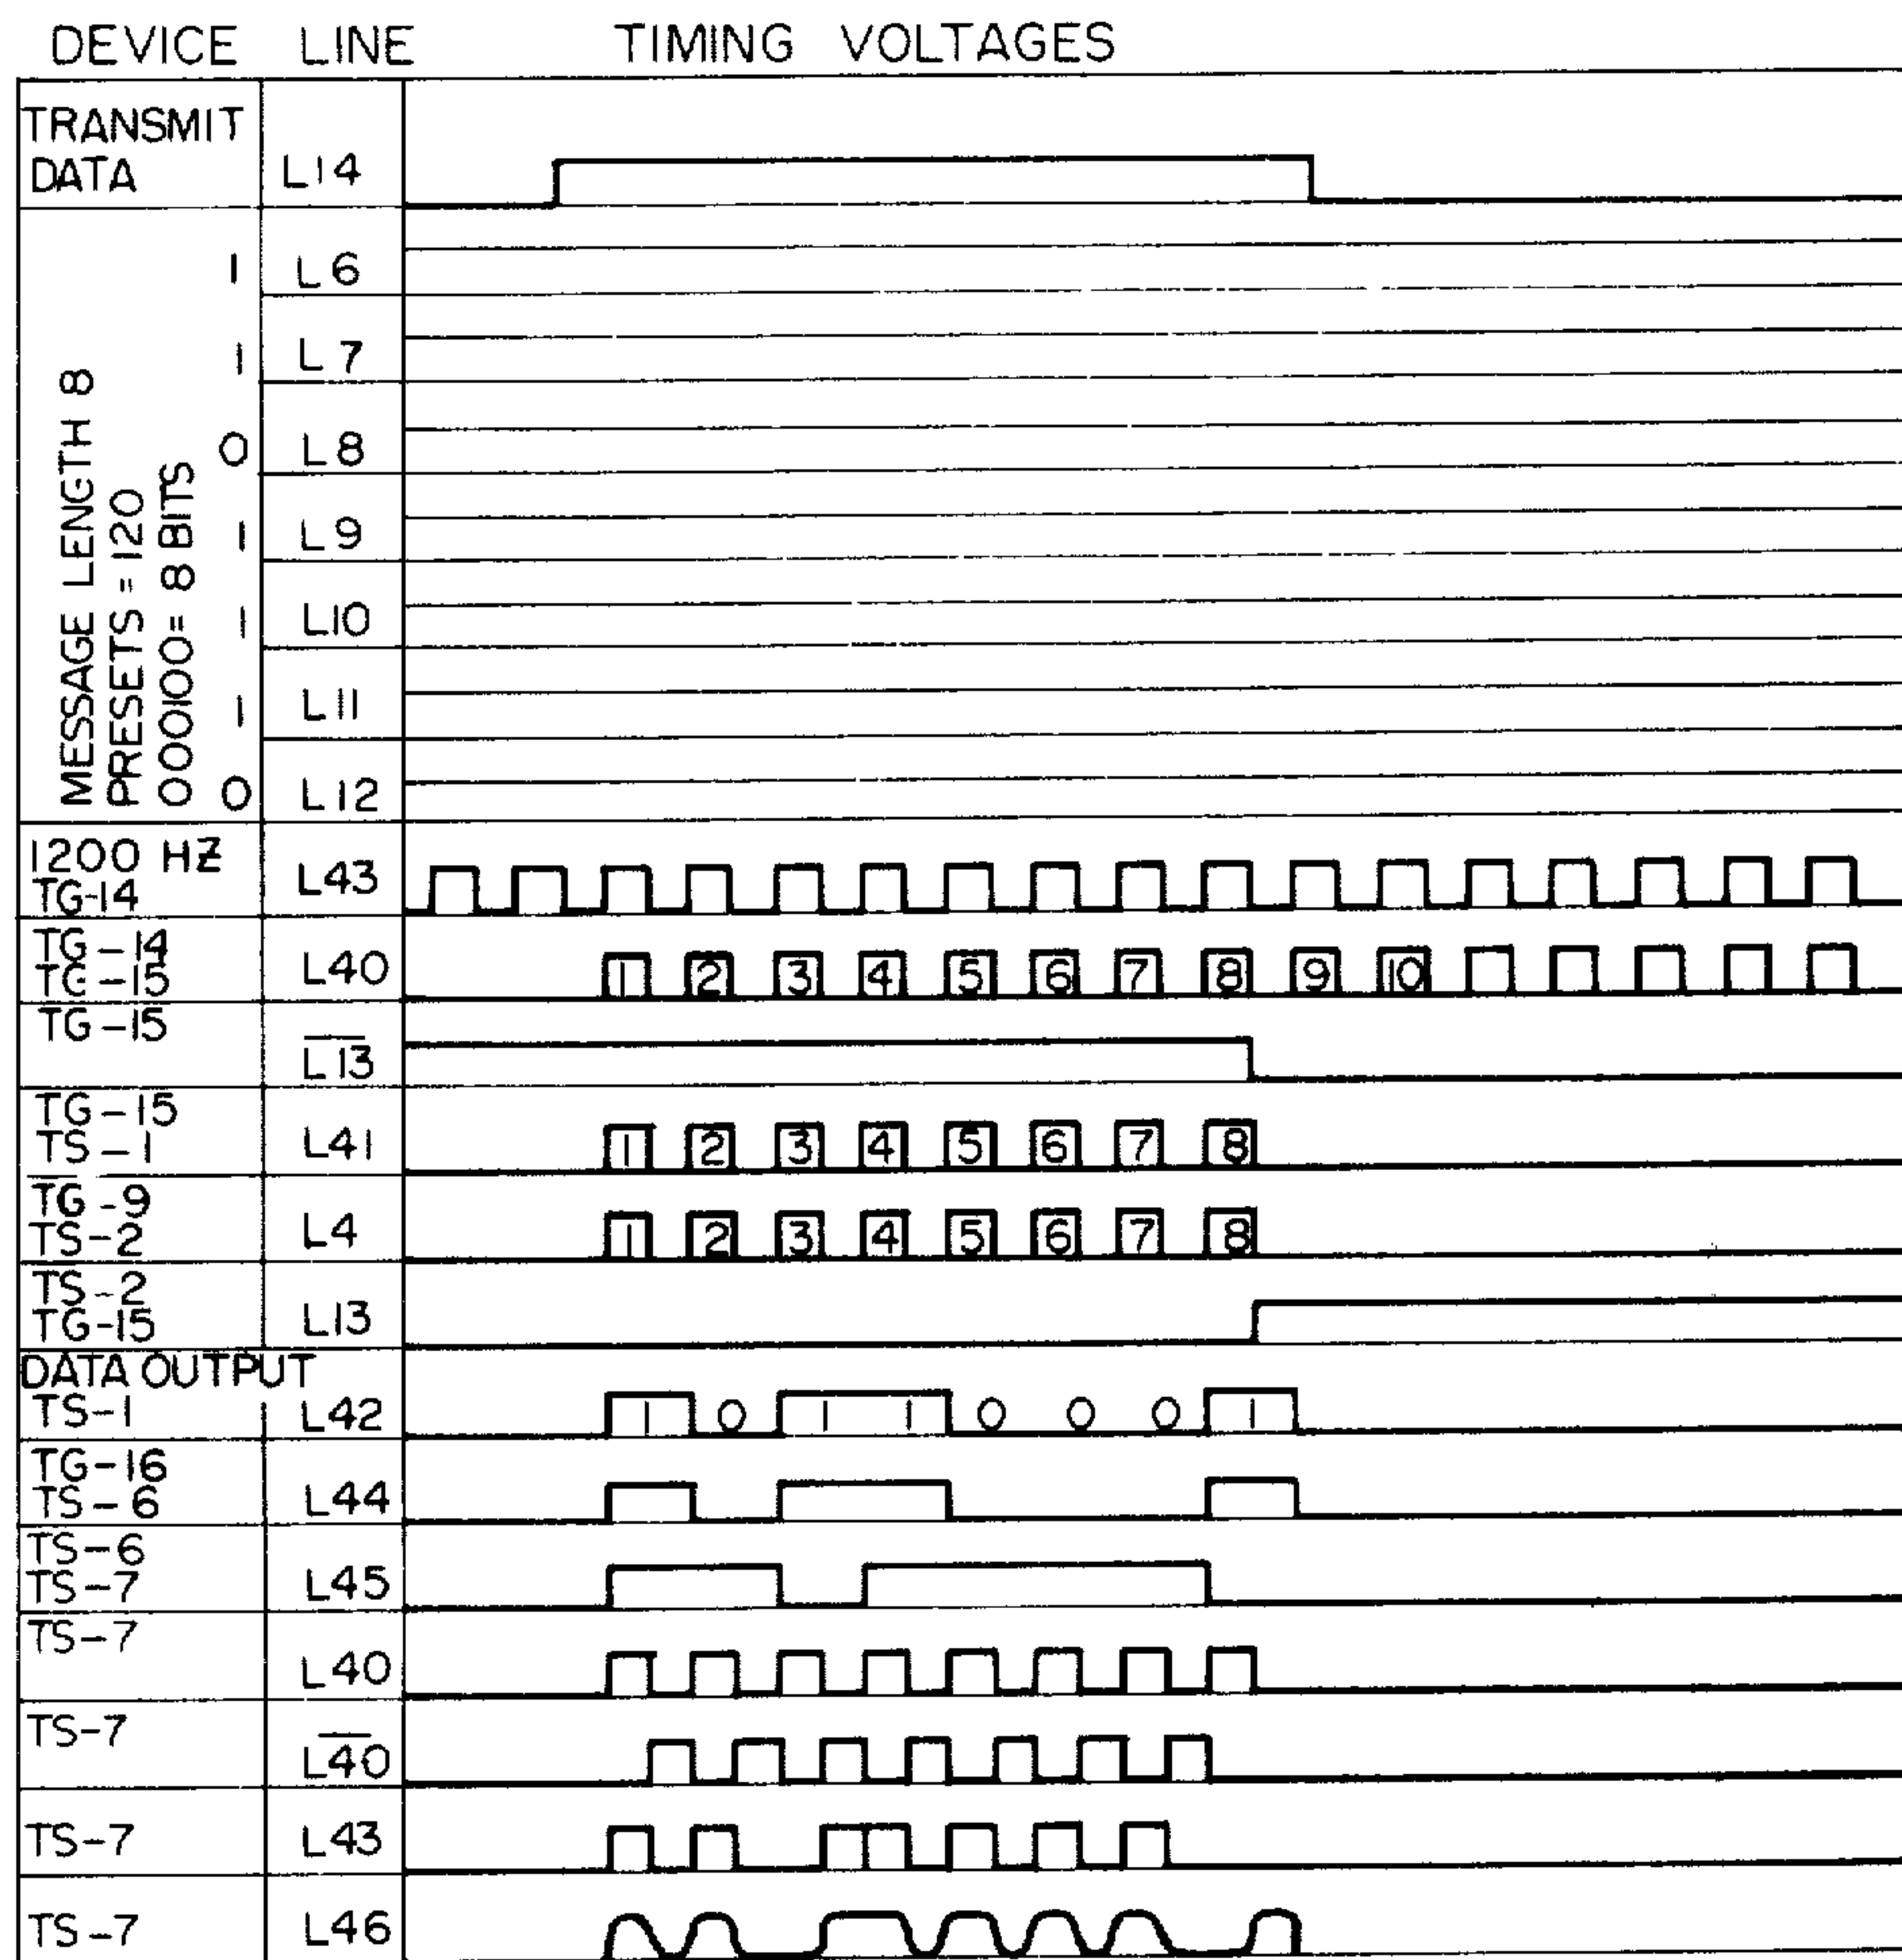 DEVICE LINE TIMING VOLTAGES
TRANSMIT
DATA L14
MESSAGE LENGTH 8
PRESETS = 120
000100 = 8 BITS
1 L6
1 L7
0 L8
1 L9
1 L10
1 L11
0 L12
1200 HZ
TG-14 L43
TG-14
TG-15 L40 1 2 3 4 5 6 7 8 9 10
TG-15
L13
TG-15
TS-1 L41 1 2 3 4 5 6 7 8
TG-9
TS-2 L4 1 2 3 4 5 6 7 8
TS-2
TG-15 L13
DATA OUTPUT
TS-1 L42 1 0 1 1 0 0 0 1
TG-16
TS-6 L44
TS-6
TS-7 L45
TS-7
L40
TS-7
L40
TS-7 L43
TS-7 L46